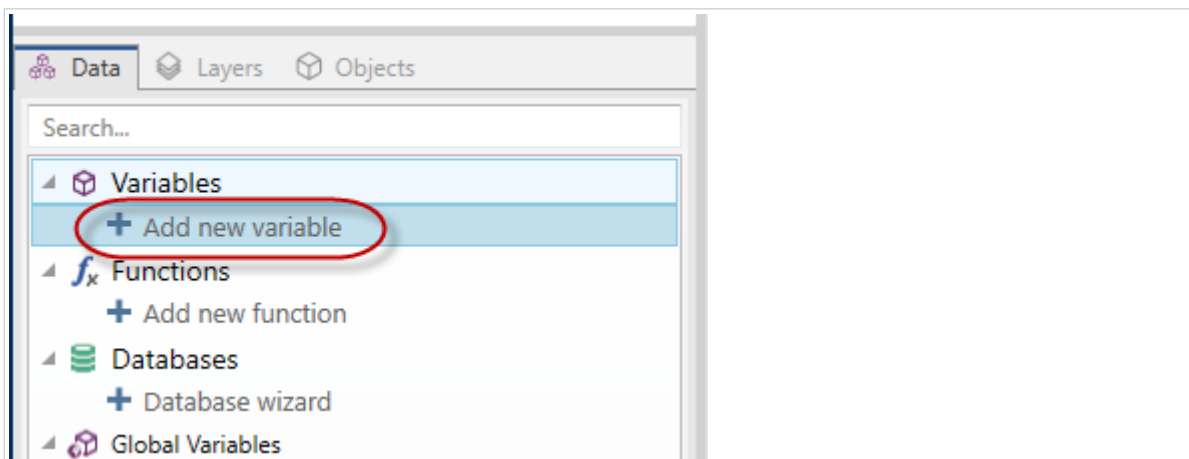 Data Layers Objects
Search...
Variables
Add new variable
Functions
Add new function
Databases
Database wizard
Global Variables